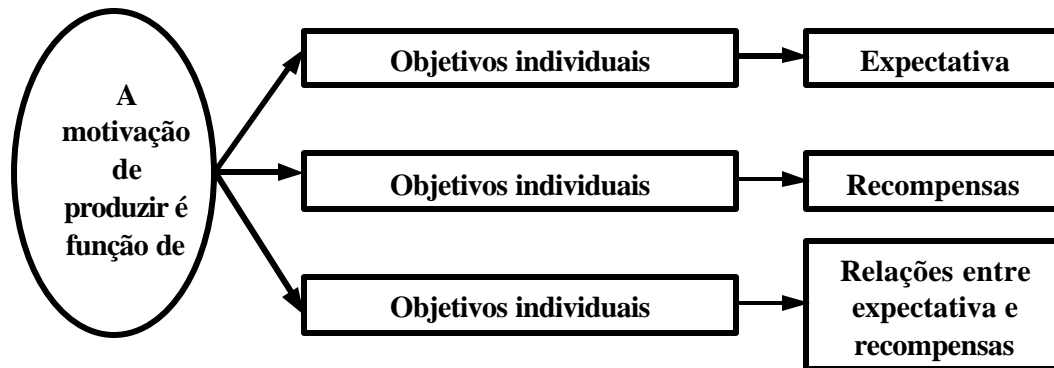 A
motivação
de
produzir é
função de
Objetivos individuais
Expectativa
Objetivos individuais
Recompensas
Objetivos individuais
Relações entre
expectativa e
recompensas